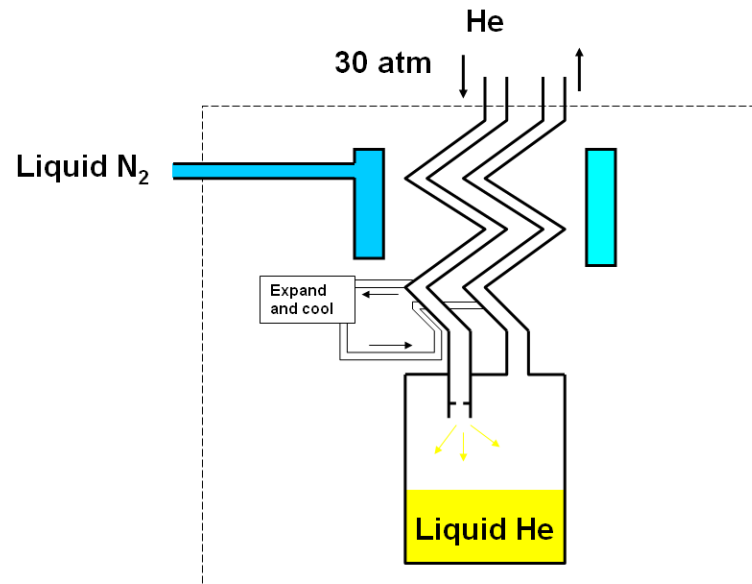 He
30 atm
Liquid N₂
Expand
and cool
Liquid He